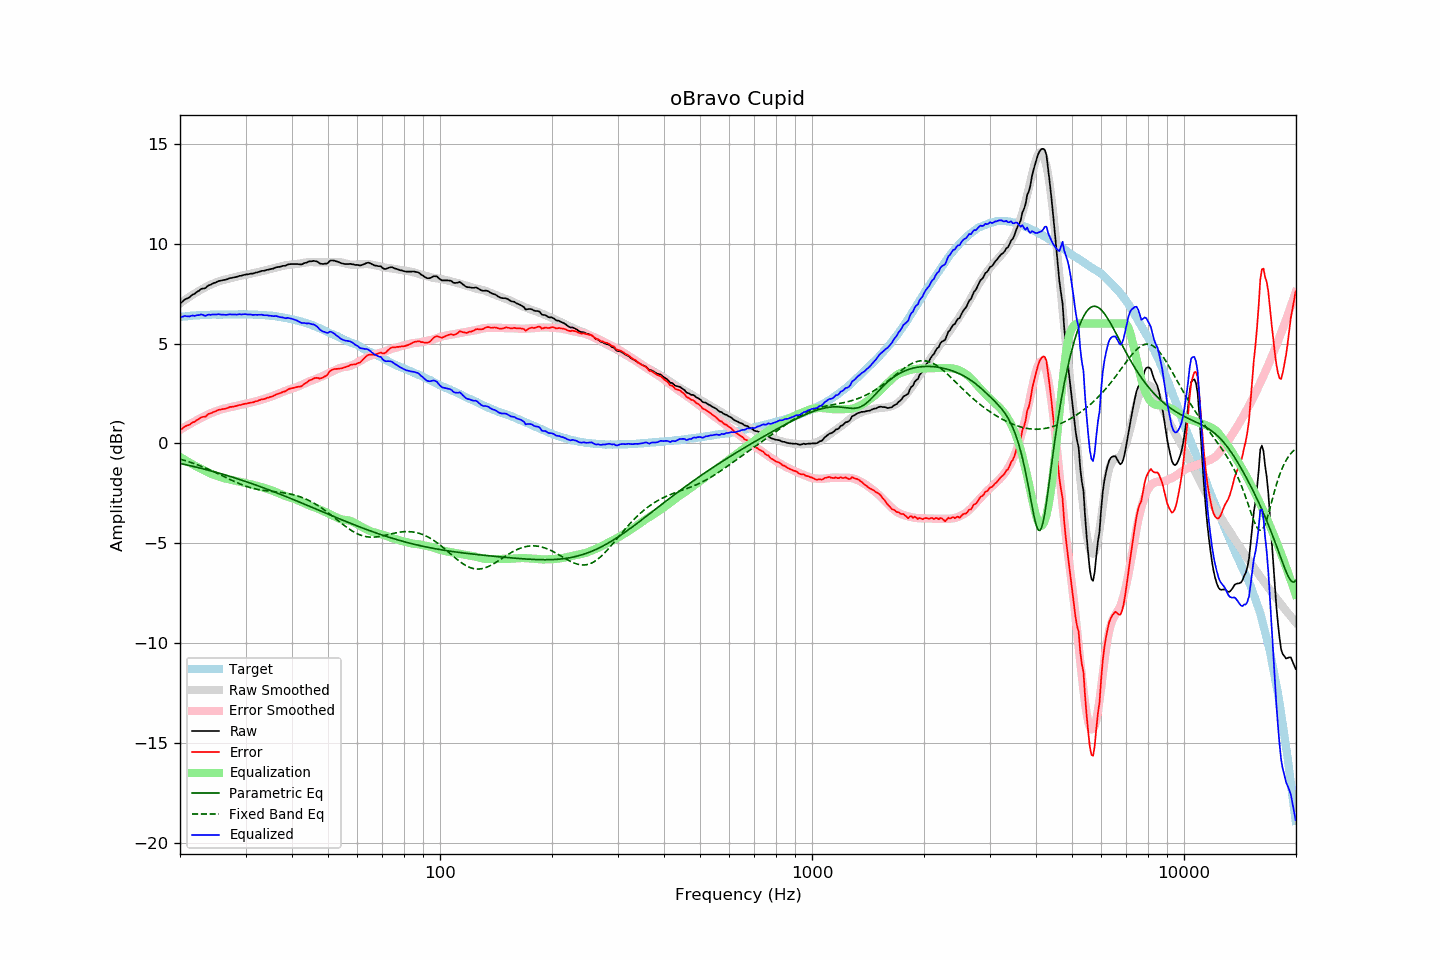 oBravo Cupid
15
10
5
0
−5
−10
−15
−20
Amplitude (dBr)
100
1000
10000
Frequency (Hz)
Target
Raw Smoothed
Error Smoothed
Raw
Error
Equalization
Parametric Eq
Fixed Band Eq
Equalized